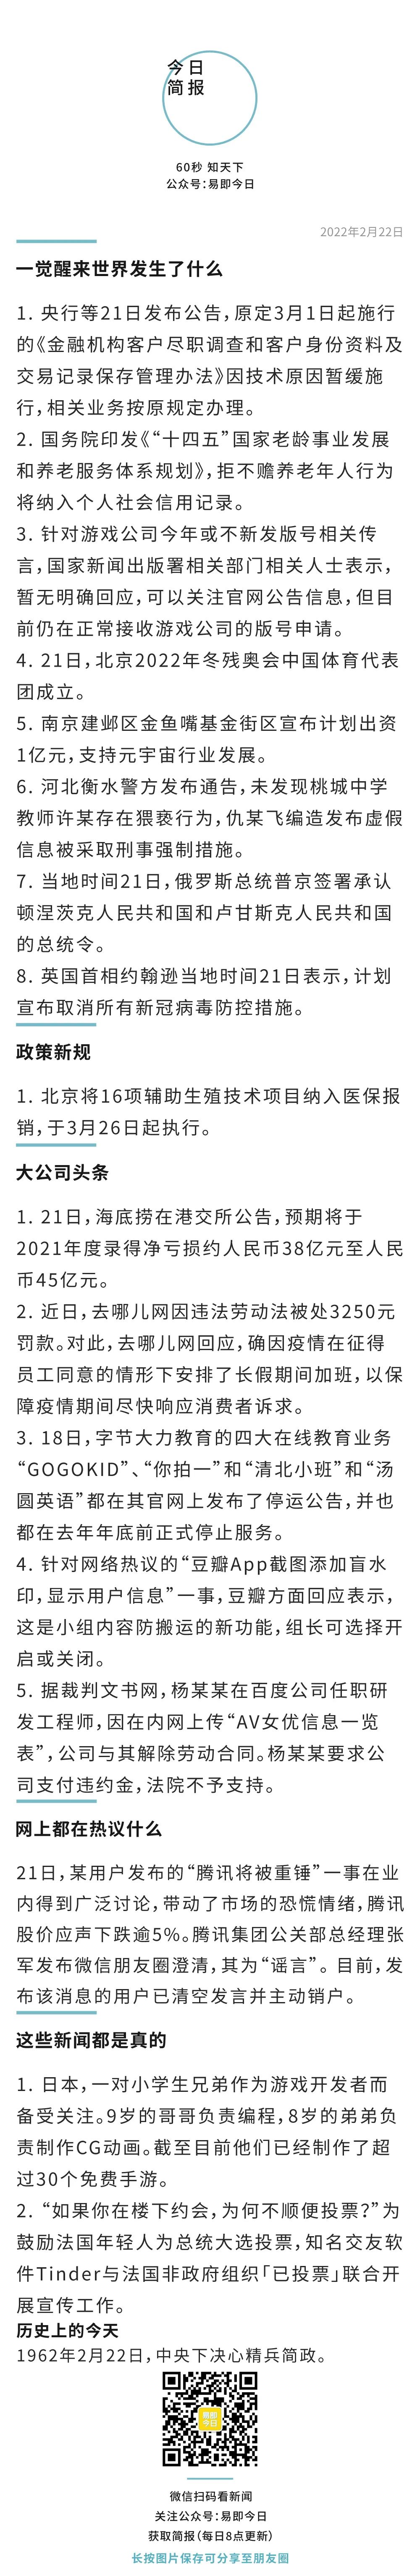 今日
简报
60秒 知天下
公众号：易即今日
2022年2月22日
一觉醒来世界发生了什么
1. 央行等21日发布公告，原定3月1日起施行
的《金融机构客户尽职调查和客户身份资料及
交易记录保存管理办法》因技术原因暂缓施
行，相关业务按原规定办理。
2. 国务院印发《“十四五”国家老龄事业发展
和养老服务体系规划》，拒不赡养老年人行为
将纳入个人社会信用记录。
3. 针对游戏公司今年或不新发版号相关传
言，国家新闻出版署相关部门相关人士表示，
暂无明确回应，可以关注官网公告信息，但目
前仍在正常接收游戏公司的版号申请。
4. 21日，北京2022年冬残奥会中国体育代表
团成立。
5. 南京建邺区金鱼嘴基金街区宣布计划出资
1亿元，支持元宇宙行业发展。
6. 河北衡水警方发布通告，未发现桃城中学
教师许某存在猥亵行为，仇某飞编造发布虚假
信息被采取刑事强制措施。
7. 当地时间21日，俄罗斯总统普京签署承认
顿涅茨克人民共和国和卢甘斯克人民共和国
的总统令。
8. 英国首相约翰逊当地时间21日表示，计划
宣布取消所有新冠病毒防控措施。
政策新规
1. 北京将16项辅助生殖技术项目纳入医保报
销，于3月26日起执行。
大公司头条
1. 21日，海底捞在港交所公告，预期将于
2021年度录得净亏损约人民币38亿元至人民
币45亿元。
2. 近日，去哪儿网因违法劳动法被处3250元
罚款。对此，去哪儿网回应，确因疫情在征得
员工同意的情形下安排了长假期间加班，以保
障疫情期间尽快响应消费者诉求。
3. 18日，字节大力教育的四大在线教育业务
“GOGOKID”、“你拍一”和“清北小班”和“汤
圆英语”都在其官网上发布了停运公告，并也
都在去年年底前正式停止服务。
4. 针对网络热议的“豆瓣App截图添加盲水
印，显示用户信息”一事，豆瓣方面回应表示，
这是小组内容防搬运的新功能，组长可选择开
启或关闭。
5. 据裁判文书网，杨某某在百度公司任职研
发工程师，因在内网上传“AV女优信息一览
表”，公司与其解除劳动合同。杨某某要求公
司支付违约金，法院不予支持。
网上都在热议什么
21日，某用户发布的“腾讯将被重锤”一事在业
内得到广泛讨论，带动了市场的恐慌情绪，腾讯
股价应声下跌逾5%。腾讯集团公关部总经理张
军发布微信朋友圈澄清，其为“谣言”。目前，发
布该消息的用户已清空发言并主动销户。
这些新闻都是真的
1. 日本，一对小学生兄弟作为游戏开发者而
备受关注。9岁的哥哥负责编程，8岁的弟弟负
责制作CG动画。截至目前他们已经制作了超
过30个免费手游。
2. “如果你在楼下约会，为何不顺便投票？”为
鼓励法国年轻人为总统大选投票，知名交友软
件Tinder与法国非政府组织「已投票」联合开
展宣传工作。
历史上的今天
1962年2月22日，中央下决心精兵简政。
易即
今日
微信扫码看新闻
关注公众号：易即今日
获取简报（每日8点更新）
长按图片保存可分享至朋友圈